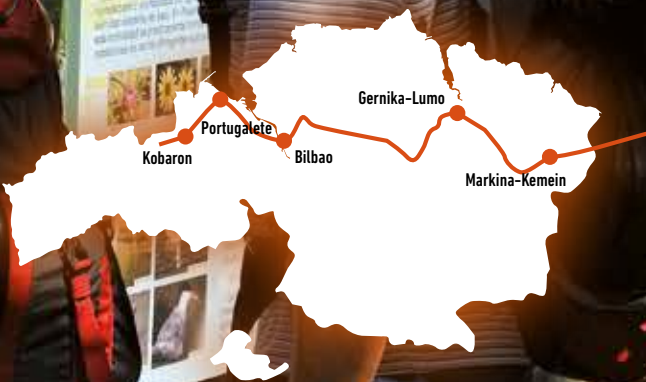 Gernika-Lumo
Portugalete
Kobaron
Bilbao
Markina-Kemein